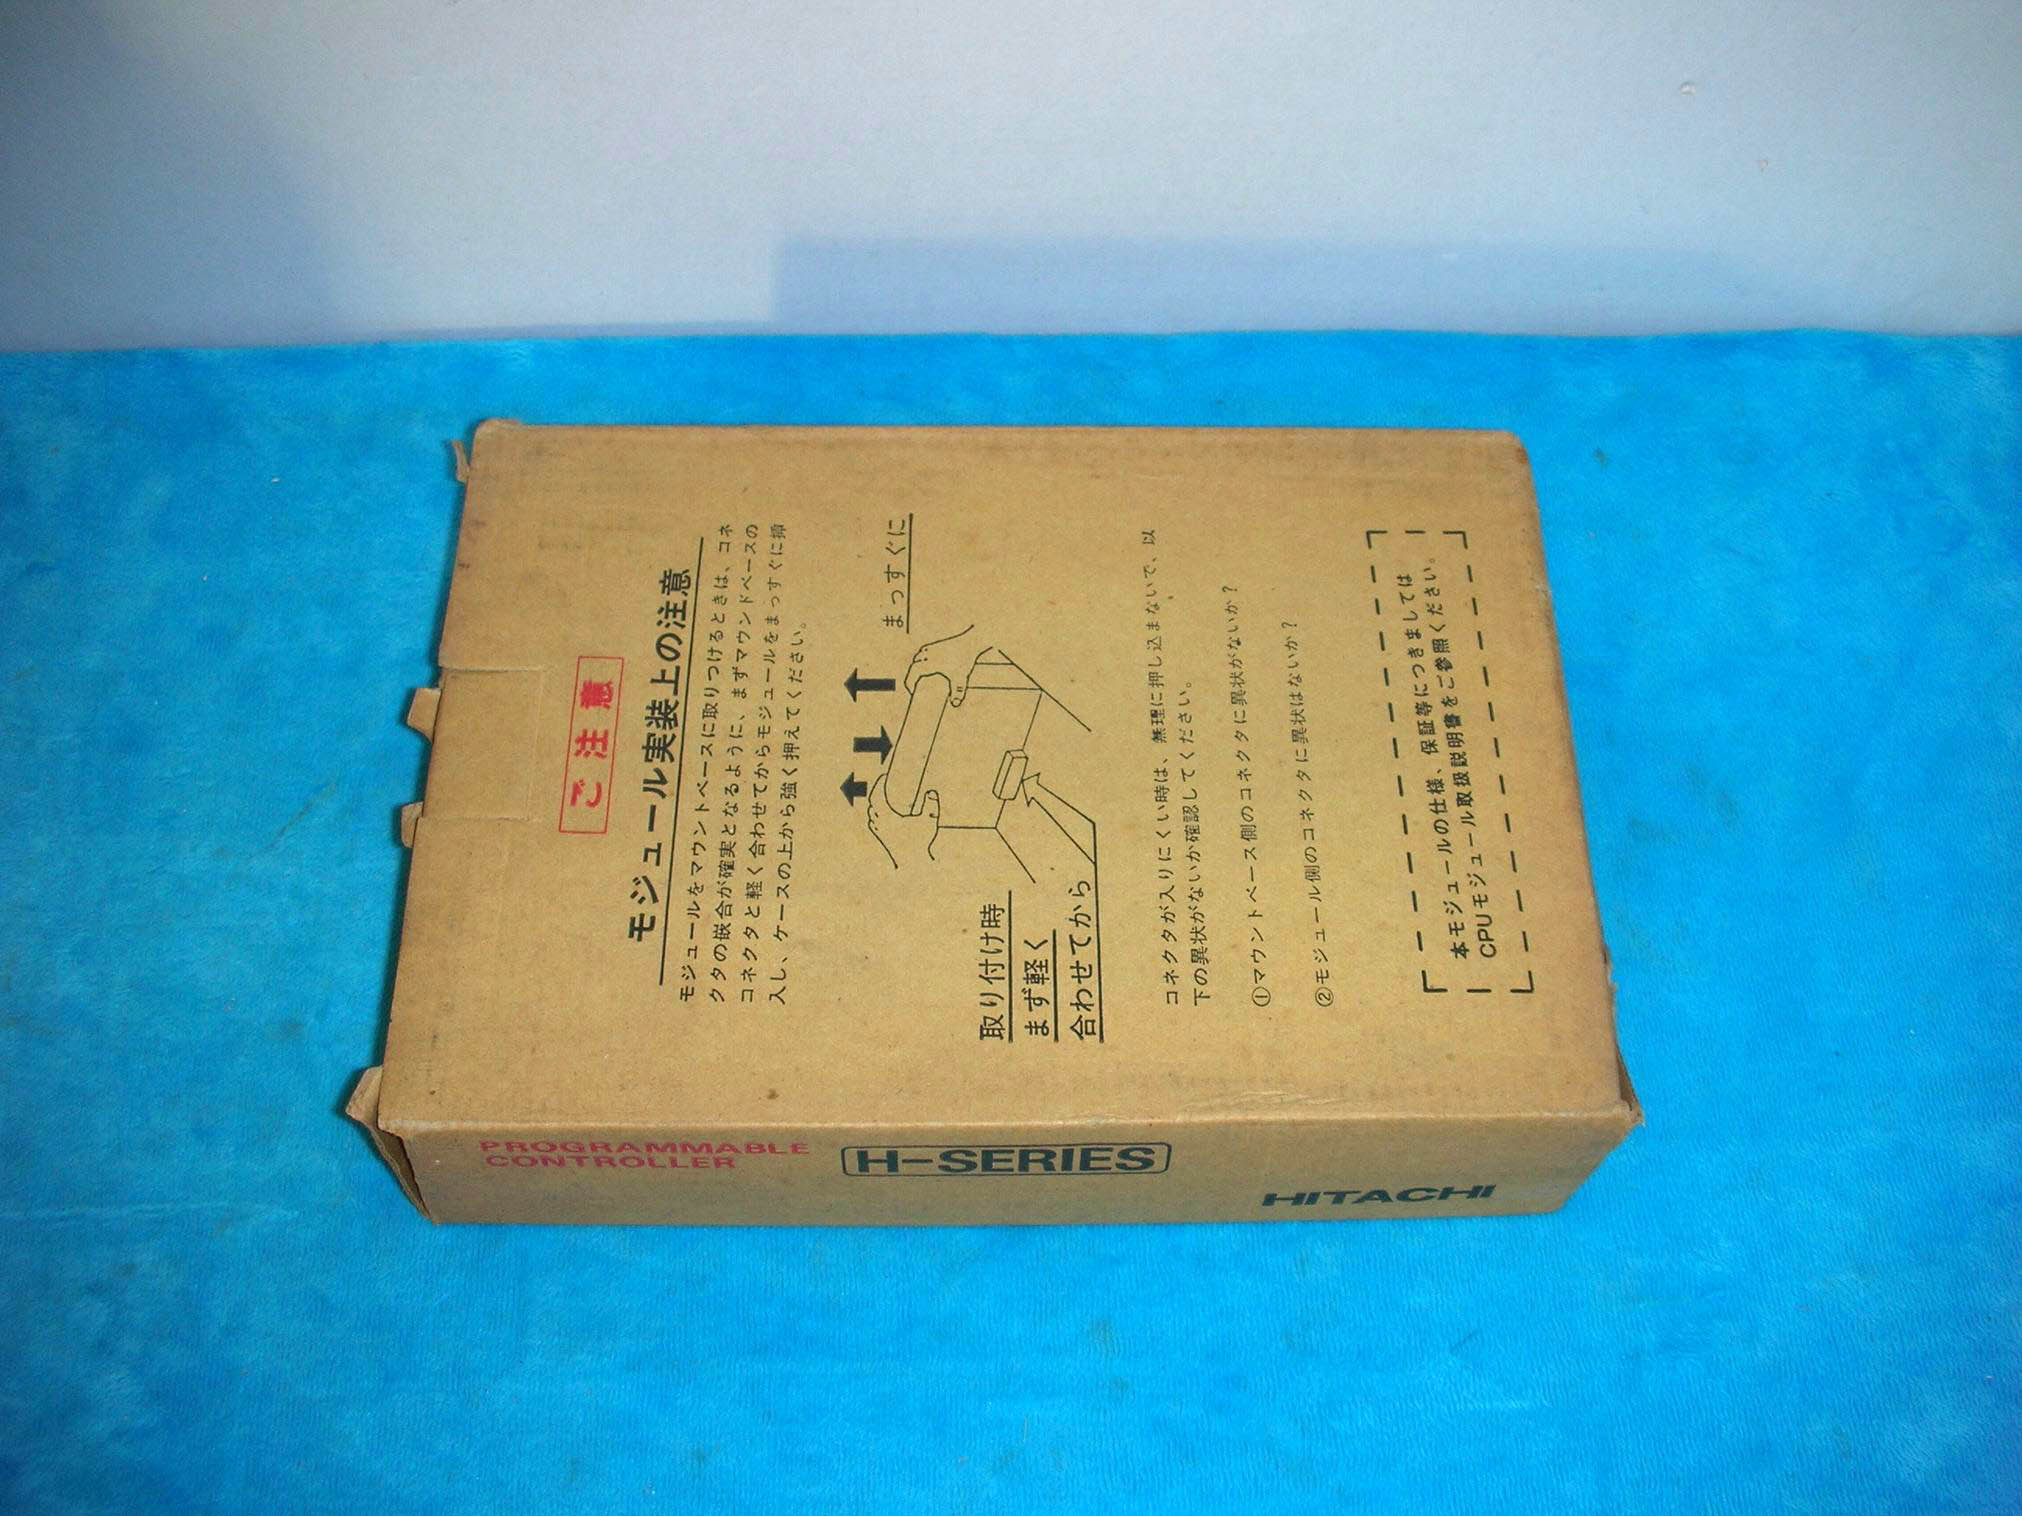 ご注意
モジュール実装上の注意
モジュールをマウントベースに取りつけるときは、コネ
クタの嵌合が確実となるように、まずマウンドベースの
コネクタと軽く合わせてからモジュールをまっすぐに挿
入し、ケースの上から強く押えてください。
まっすぐに
取り付け時
まず軽く
合わせてから
コネクタが入りにくい時は、無理に押し込まないで、以
下の異状がないか確認してください。
①マウントベース側のコネクタに異状がないか?
②モジュール側のコネクタに異状はないか?
本モジュールの仕様、保証等につきましては
CPUモジュール取扱説明書をご参照ください。
PROGRAMMABLE
CONTROLLER
H-SERIES
HITACHI